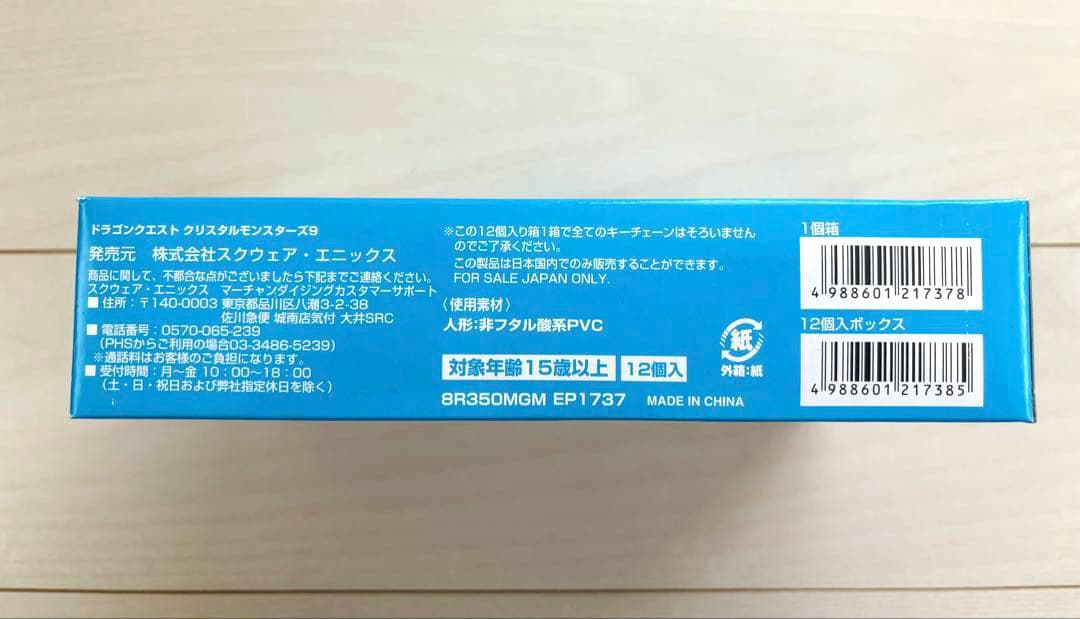 ドラゴンクエスト クリスタルモンスターズ9
発売元　株式会社スクウェア・エニックス
商品に関して、不都合な点がございましたら下記までご連絡ください。
スクウェア・エニックス　マーチャンダイジングカスタマーサポート
■ 住所：〒140-0003 東京都品川区八潮3-2-38
佐川急便 城南店気付 大井SRC
■ 電話番号：0570-065-239
(PHSからご利用の場合03-3486-5239)
※通話料はお客様のご負担になります。
■ 受付時間：月〜金 10：00〜18：00
(土・日・祝日および弊社指定休日を除く)
※この12個入り箱1箱で全てのキーチェーンはそろいません
のでご了承ください。
この製品は日本国内でのみ販売することができます。
FOR SALE JAPAN ONLY.
〈使用素材〉
人形：非フタル酸系PVC
対象年齢15歳以上 12個入
8R350MGM EP1737 MADE IN CHINA
紙
外箱：紙
1個箱
4 988601 217378
12個入ボックス
4 988601 217385